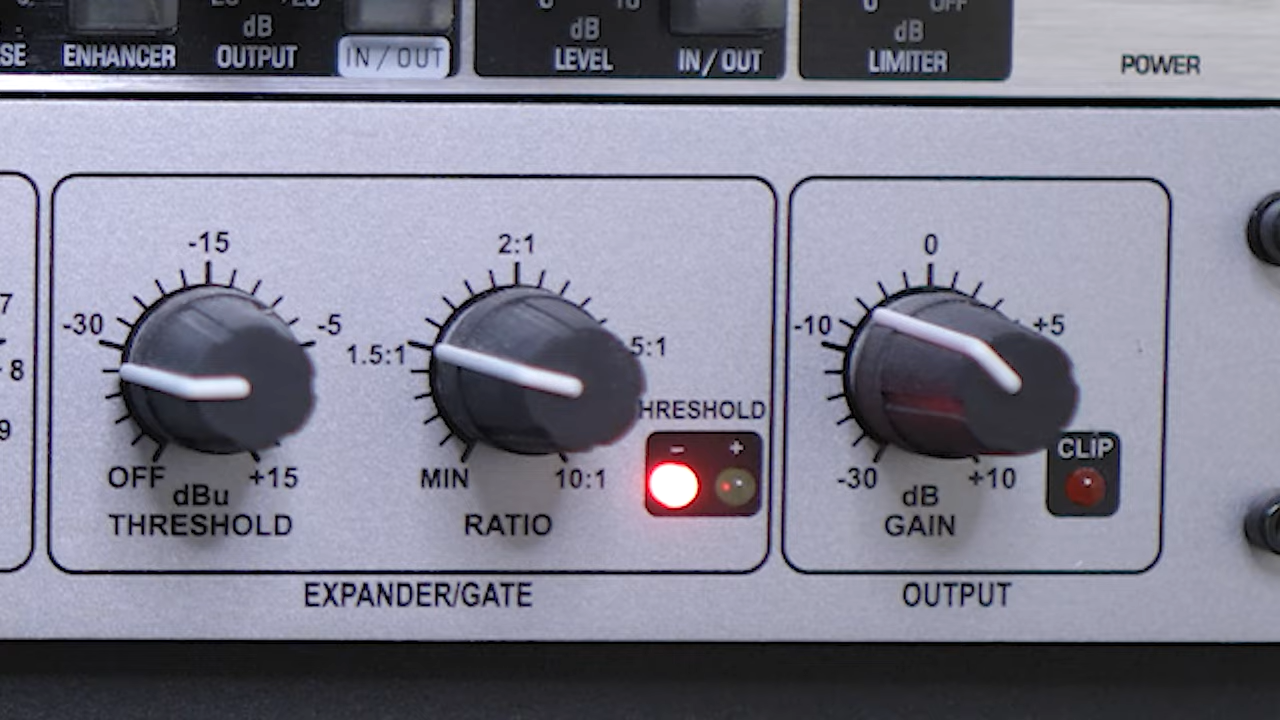 SE ENHANCER
dB
OUTPUT
IN / OUT
dB
LEVEL
IN / OUT
OFF
dB
LIMITER
POWER
7
8
9
-15
-30
-5
OFF
+15
dBu
THRESHOLD
2:1
1.5:1
5:1
MIN
10:1
RATIO
HRESHOLD
- +
EXPANDER/GATE
0
-10
+5
-30
+10
dB
GAIN
CLIP
OUTPUT